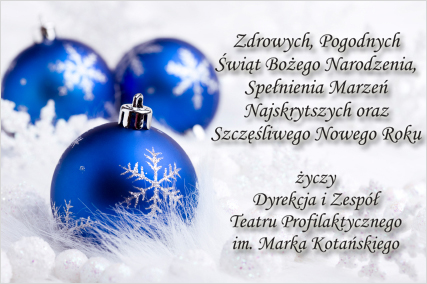 Zdrowych, Pogodnych
Świąt Bożego Narodzenia,
Spełnienia Marzeń
Najskrytszych oraz
Szczęśliwego Nowego Roku
życzy
Dyrekcja i Zespół
Teatru Profilaktycznego
im. Marka Kotańskiego